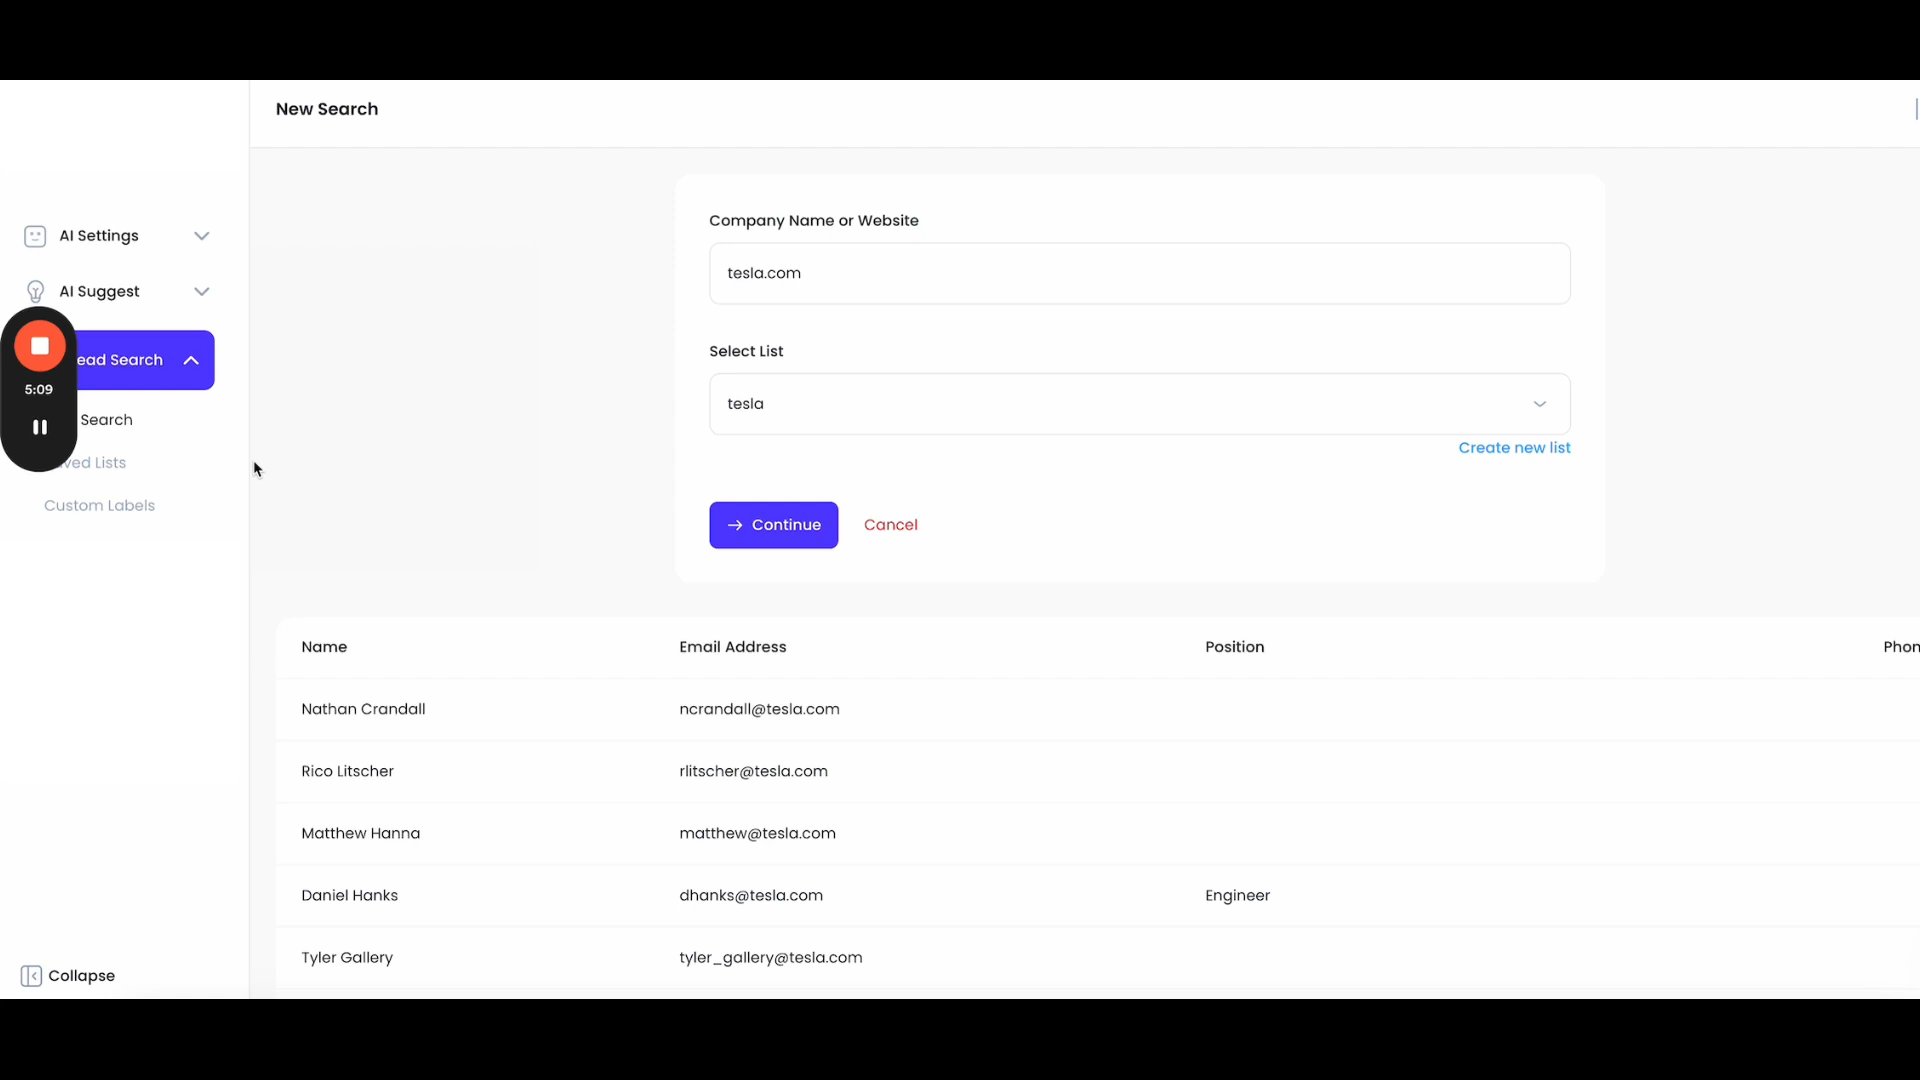 New Search
AI Settings
AI Suggest
ead Search
5:09
Search
ved Lists
Custom Labels
Collapse
Company Name or Website
tesla.com
Select List
tesla
Create new list
Continue Cancel
Name Email Address Position Phon
Nathan Crandall ncrandall@tesla.com
Rico Litscher rlitscher@tesla.com
Matthew Hanna matthew@tesla.com
Daniel Hanks dhanks@tesla.com Engineer
Tyler Gallery tyler_gallery@tesla.com